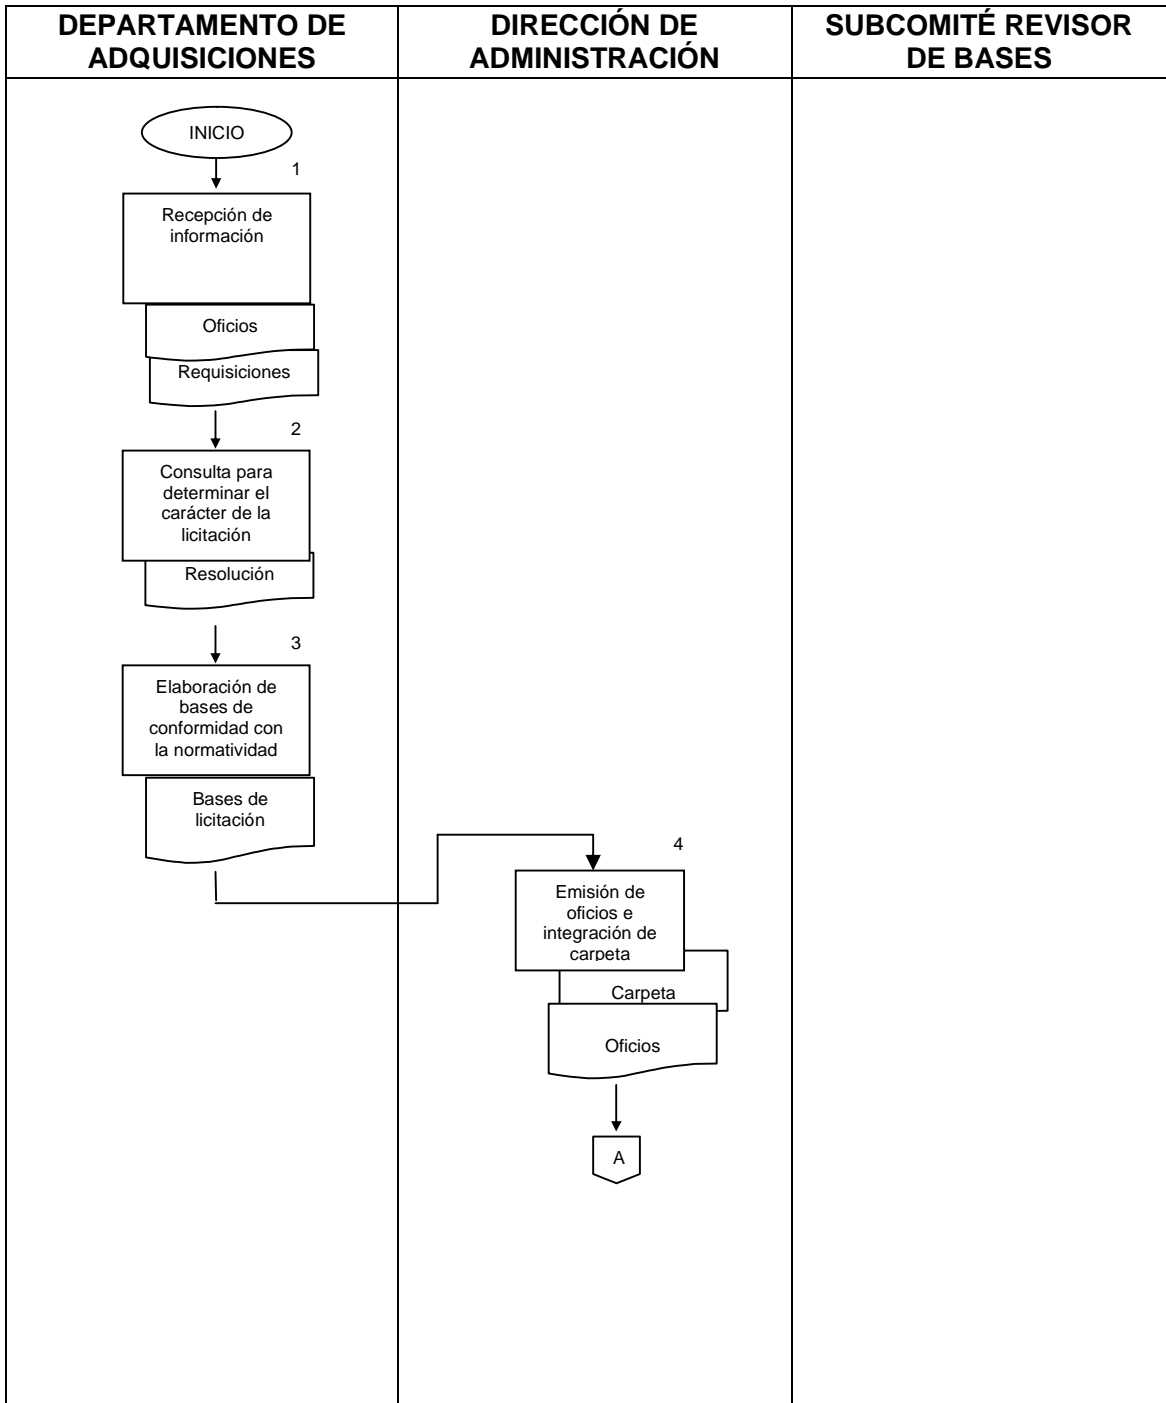 DEPARTAMENTO DE
ADQUISICIONES
DIRECCIÓN DE
ADMINISTRACIÓN
SUBCOMITÉ REVISOR
DE BASES
INICIO
1
Recepción de
información
Oficios
Requisiciones
2
Consulta para
determinar el
carácter de la
licitación
Resolución
3
Elaboración de
bases de
conformidad con
la normatividad
Bases de
licitación
4
Emisión de
oficios e
integración de
carpeta
Carpeta
Oficios
A